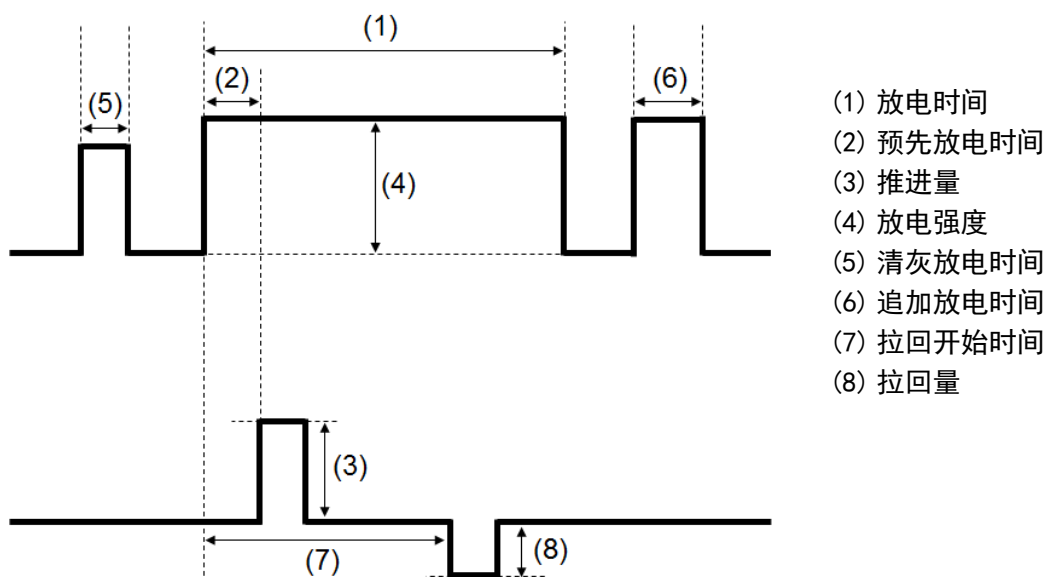 (1)
(2)
(5)
(6)
(4)
(3)
(7)
(8)
(1) 放电时间
(2) 预先放电时间
(3) 推进量
(4) 放电强度
(5) 清灰放电时间
(6) 追加放电时间
(7) 拉回开始时间
(8) 拉回量